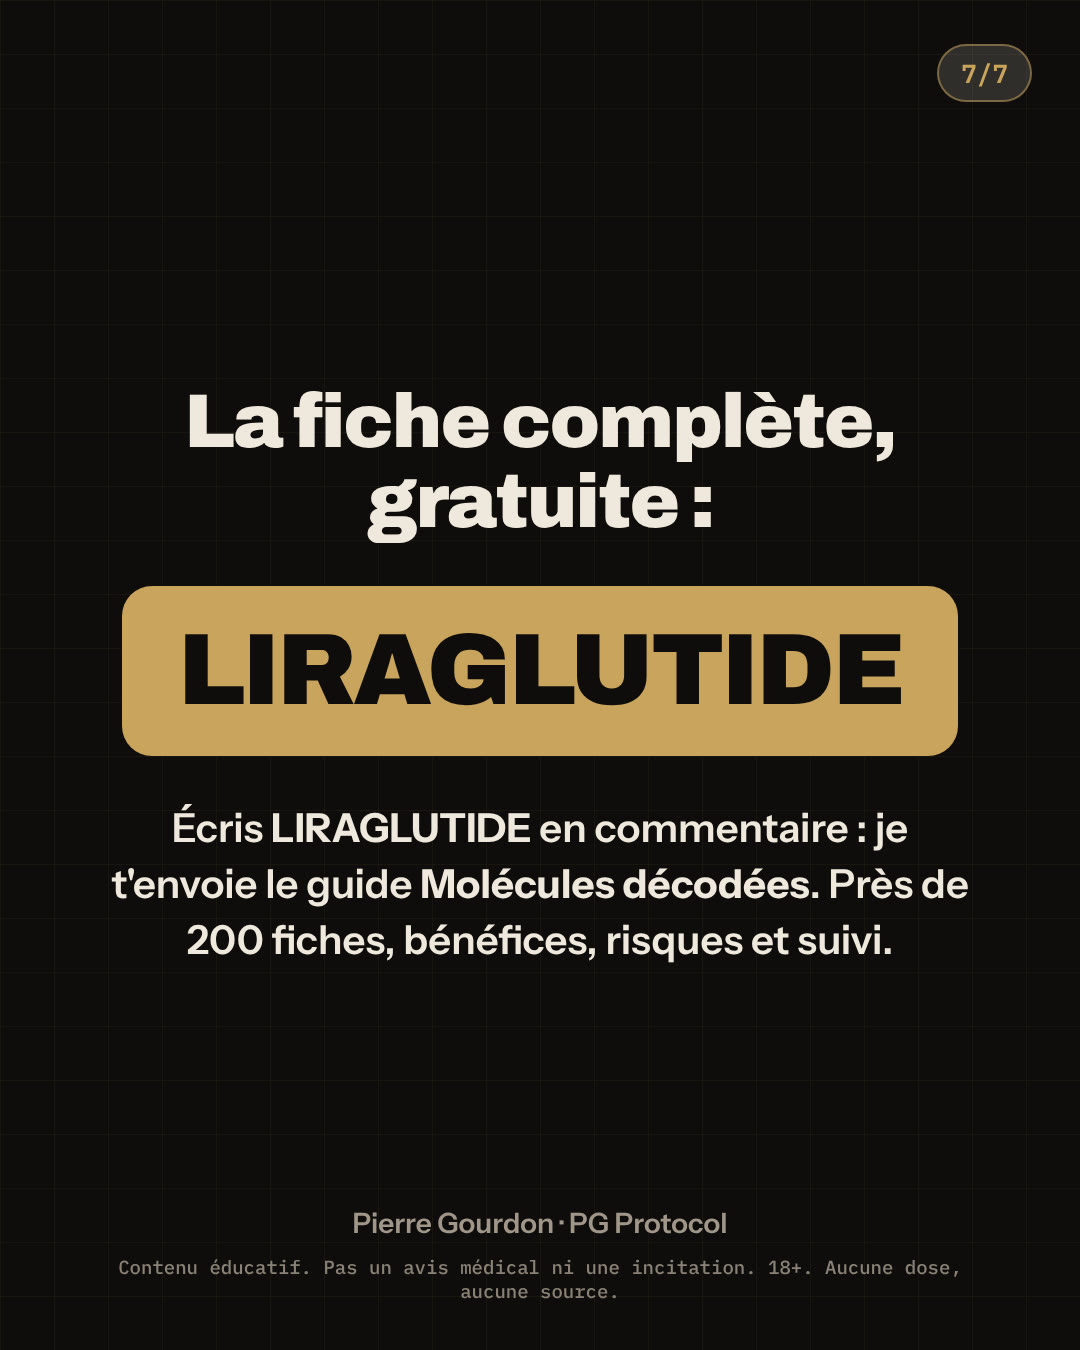 7/7
La fiche complète,
gratuite :
LIRAGLUTIDE
Écris LIRAGLUTIDE en commentaire : je
t'envoie le guide Molécules décodées. Près de
200 fiches, bénéfices, risques et suivi.
Pierre Gourdon · PG Protocol
Contenu éducatif. Pas un avis médical ni une incitation. 18+. Aucune dose,
aucune source.